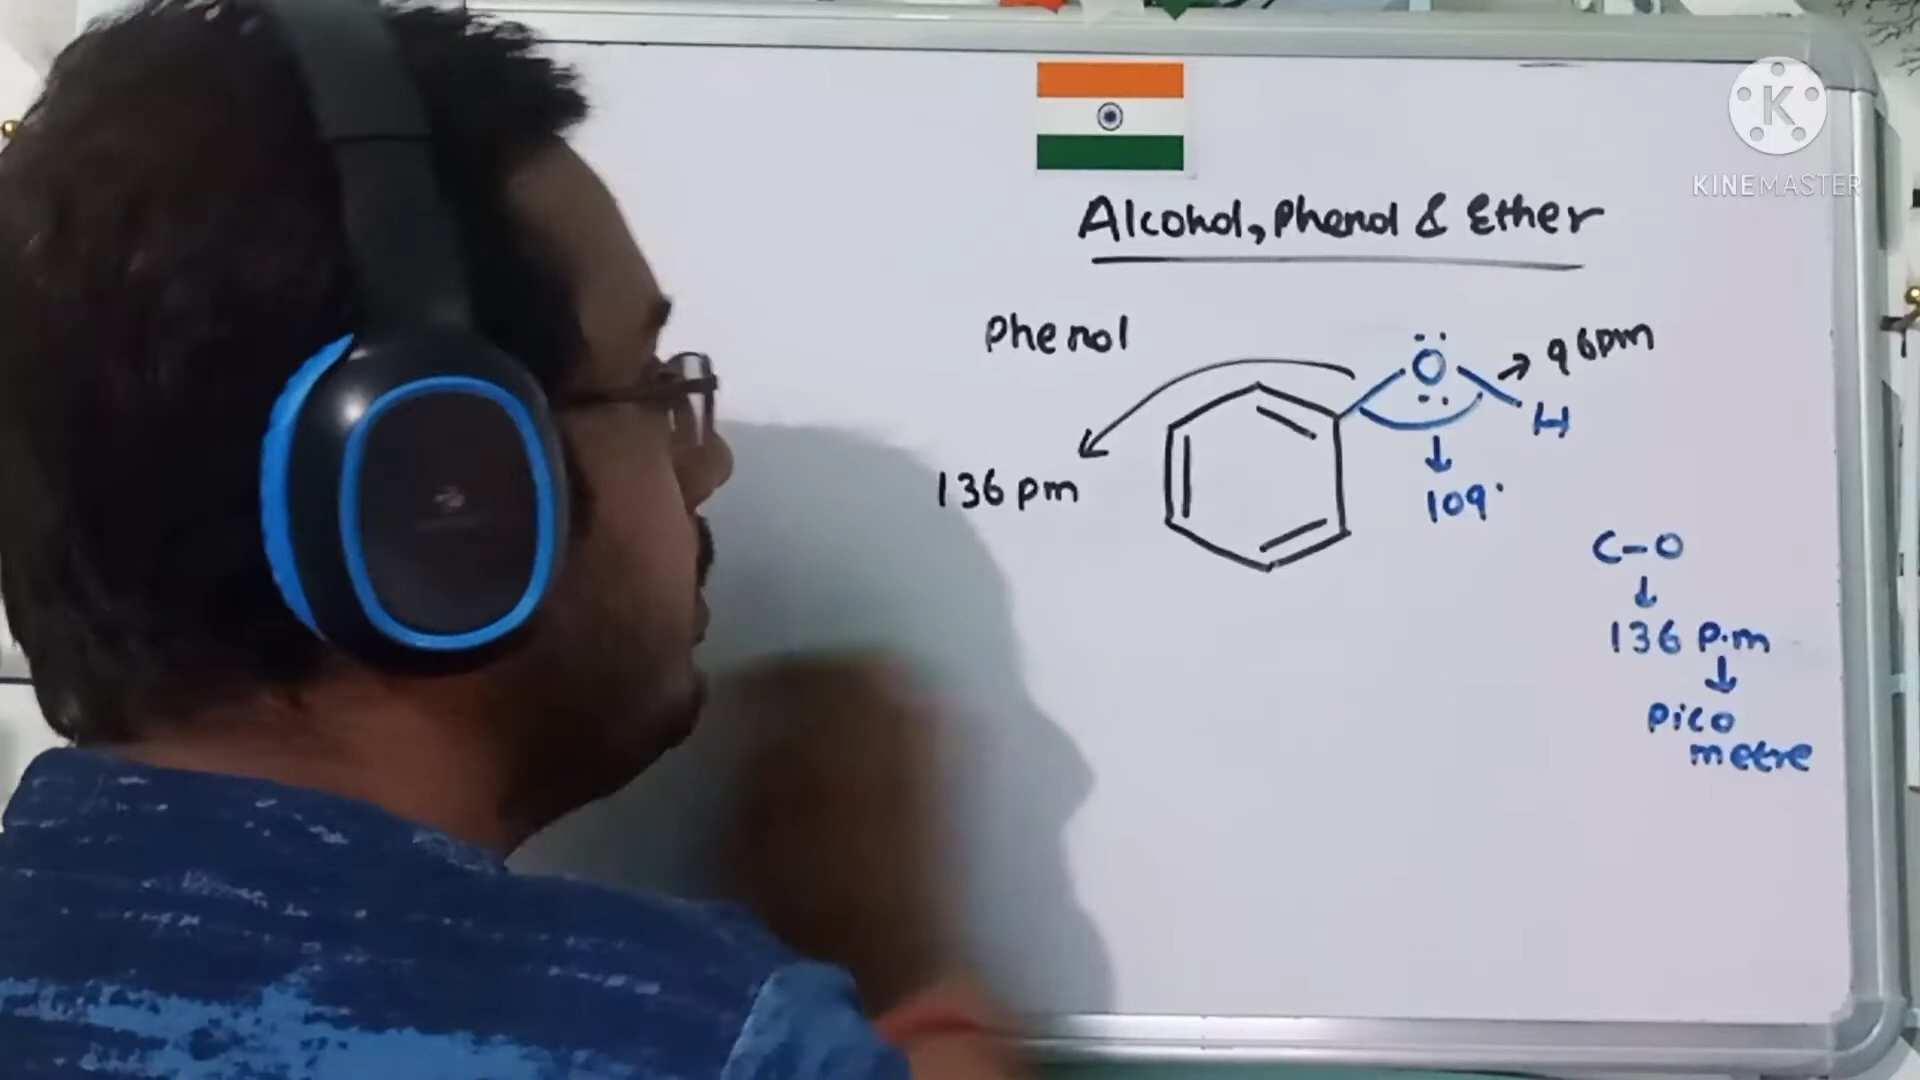 K
KINEMASTER
Alcohol, Phenol & Ether
Phenol
O
96pm
H
136 pm
109°
C-O
136 P.m
Pico
metre